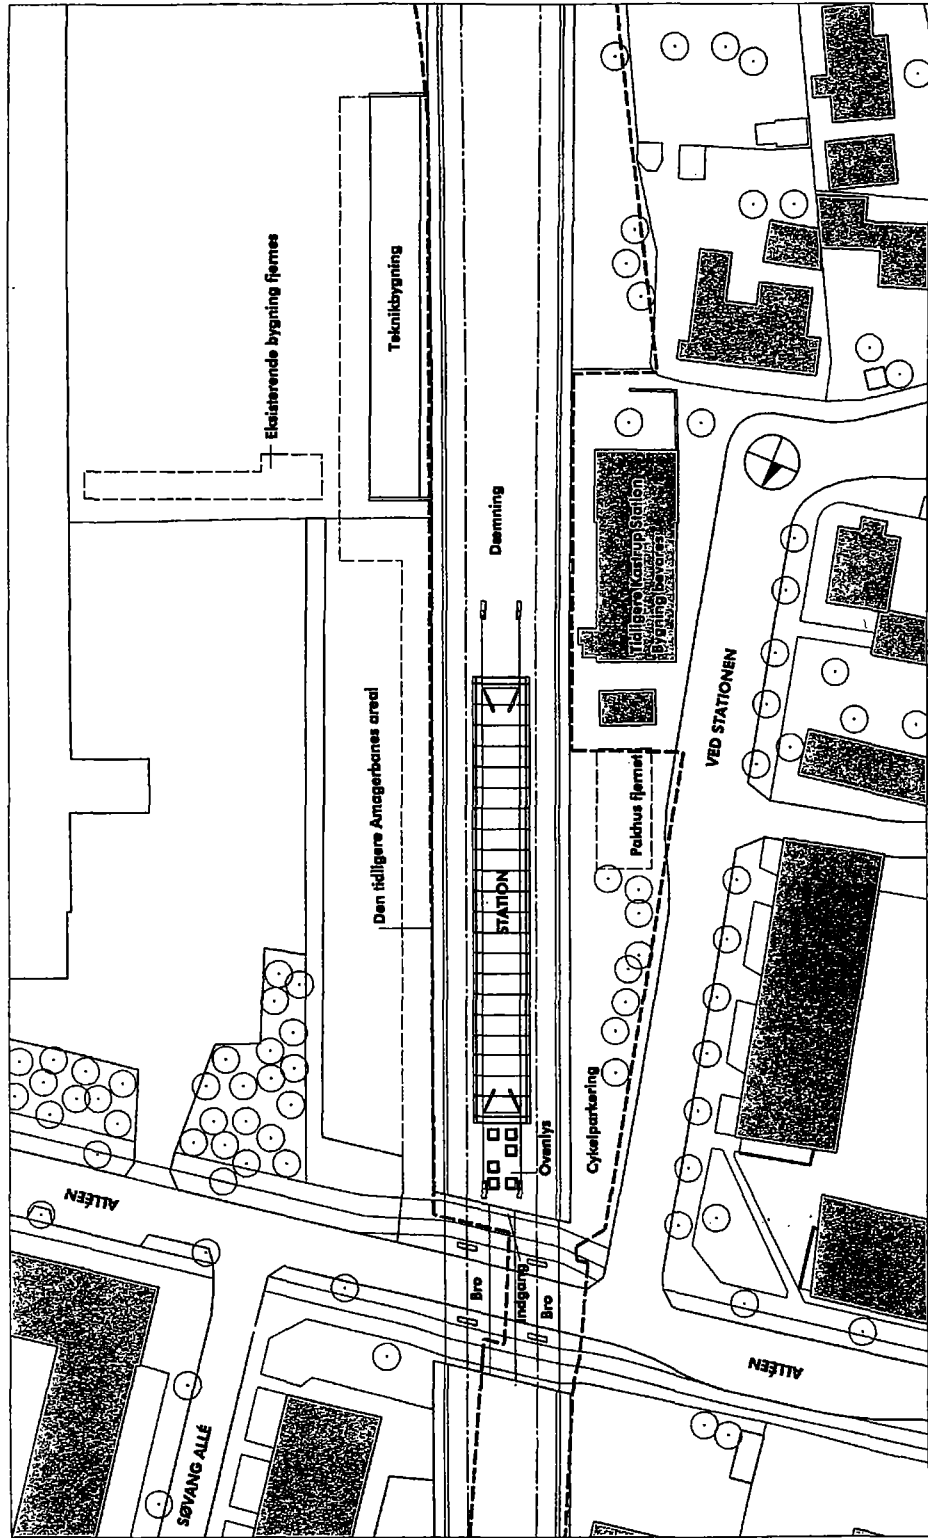 Eksisterende bygning fjernes
Teknikbygning
Dæmning
Tidligere Kastrup Station
Bygning bevares
Den tidligere Amagerbanes areal
VED STATIONEN
Pakhus fjernet
STATION
Ovenlys
Cykelparkering
ALLÉEN
Bro
Indgang
Bro
ALLÉEN
SØVANG ALLÉ